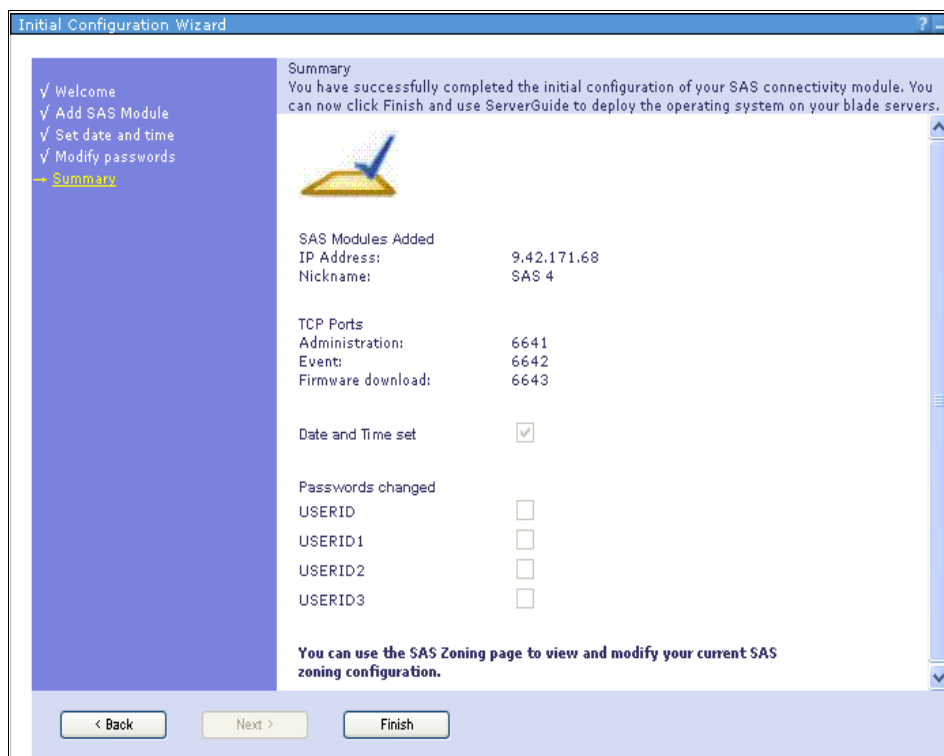 Initial Configuration Wizard
?
√ Welcome
√ Add SAS Module
√ Set date and time
√ Modify passwords
→ Summary
Summary
You have successfully completed the initial configuration of your SAS connectivity module. You
can now click Finish and use ServerGuide to deploy the operating system on your blade servers.
SAS Modules Added
IP Address: 9.42.171.68
Nickname: SAS 4
TCP Ports
Administration: 6641
Event: 6642
Firmware download: 6643
Date and Time set
Passwords changed
USERID
USERID1
USERID2
USERID3
You can use the SAS Zoning page to view and modify your current SAS
zoning configuration.
< Back Next > Finish